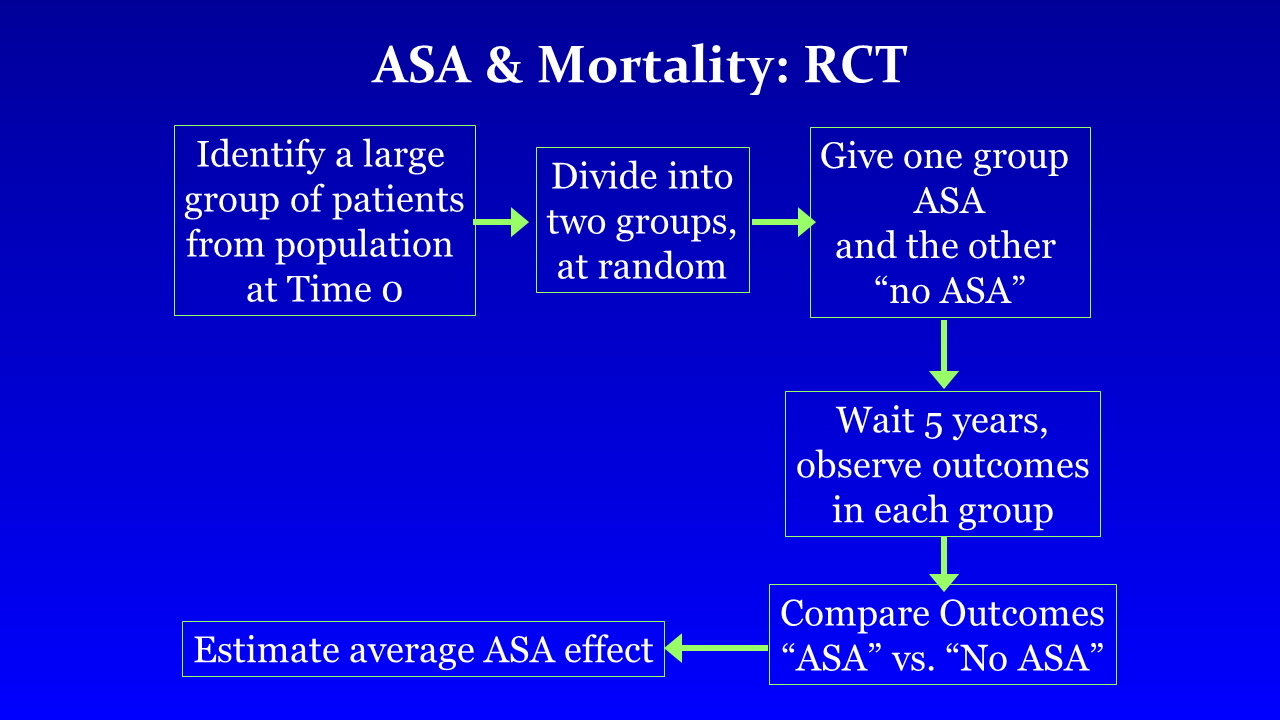 ASA & Mortality: RCT
Identify a large
group of patients
from population
at Time 0
Divide into
two groups,
at random
Give one group
ASA
and the other
“no ASA”
Wait 5 years,
observe outcomes
in each group
Compare Outcomes
“ASA” vs. “No ASA”
Estimate average ASA effect